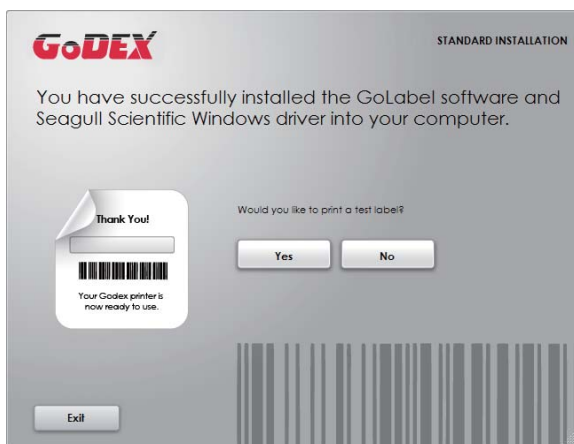 GoDEX
STANDARD INSTALLATION
You have successfully installed the GoLabel software and
Seagull Scientific Windows driver into your computer.
Thank You!
Your Godex printer is
now ready to use.
Would you like to print a test label?
Yes
No
Exit